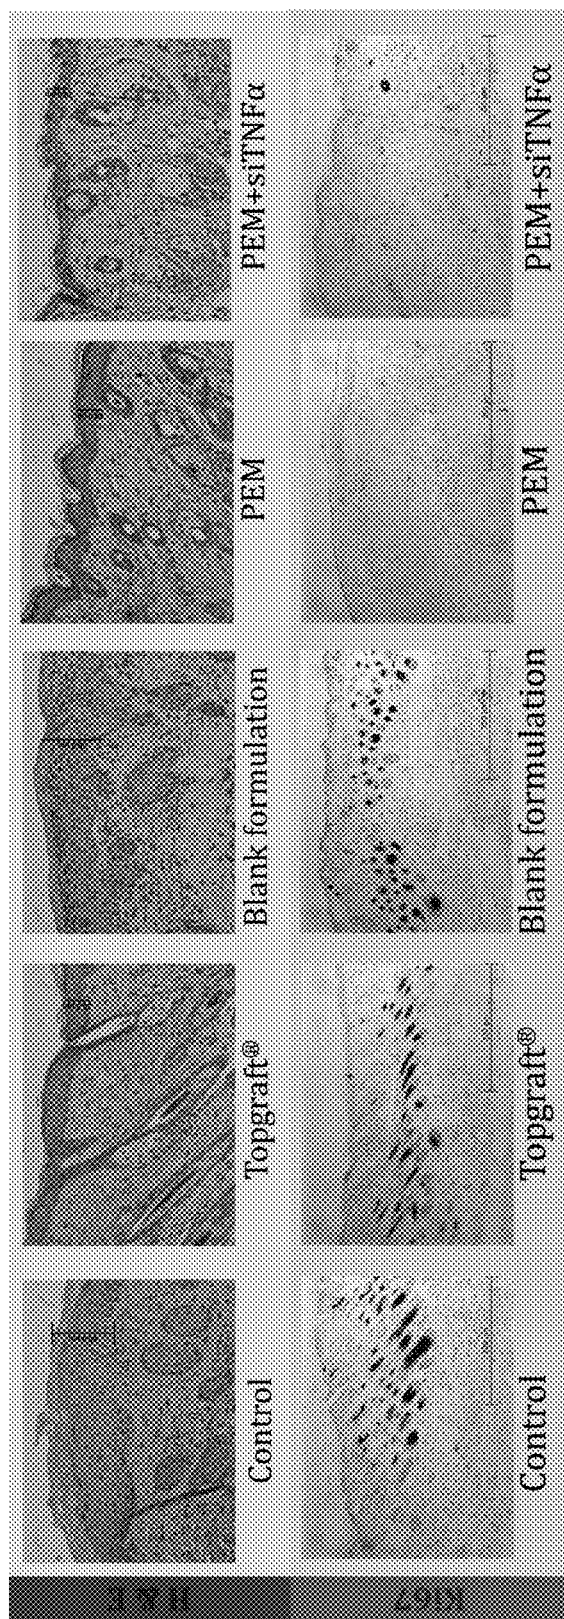 H & E
Control
Topgraft®
Blank formulation
PEM
PEM+siTNFα
Ki67
Control
Topgraft®
Blank formulation
PEM
PEM+siTNFα